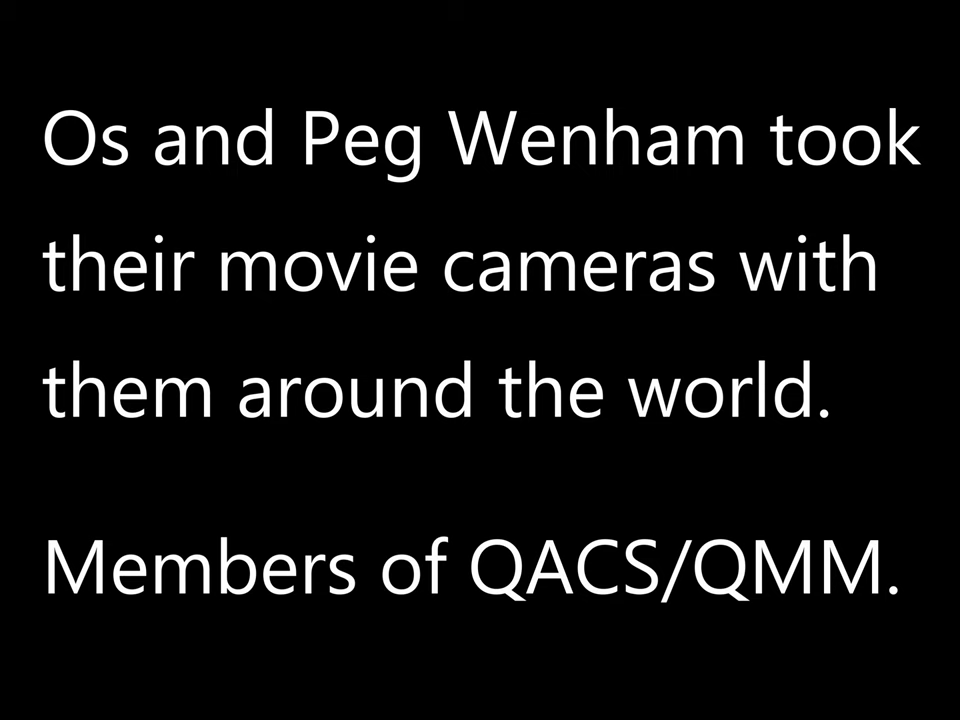 Os and Peg Wenham took
their movie cameras with
them around the world.
Members of QACS/QMM.